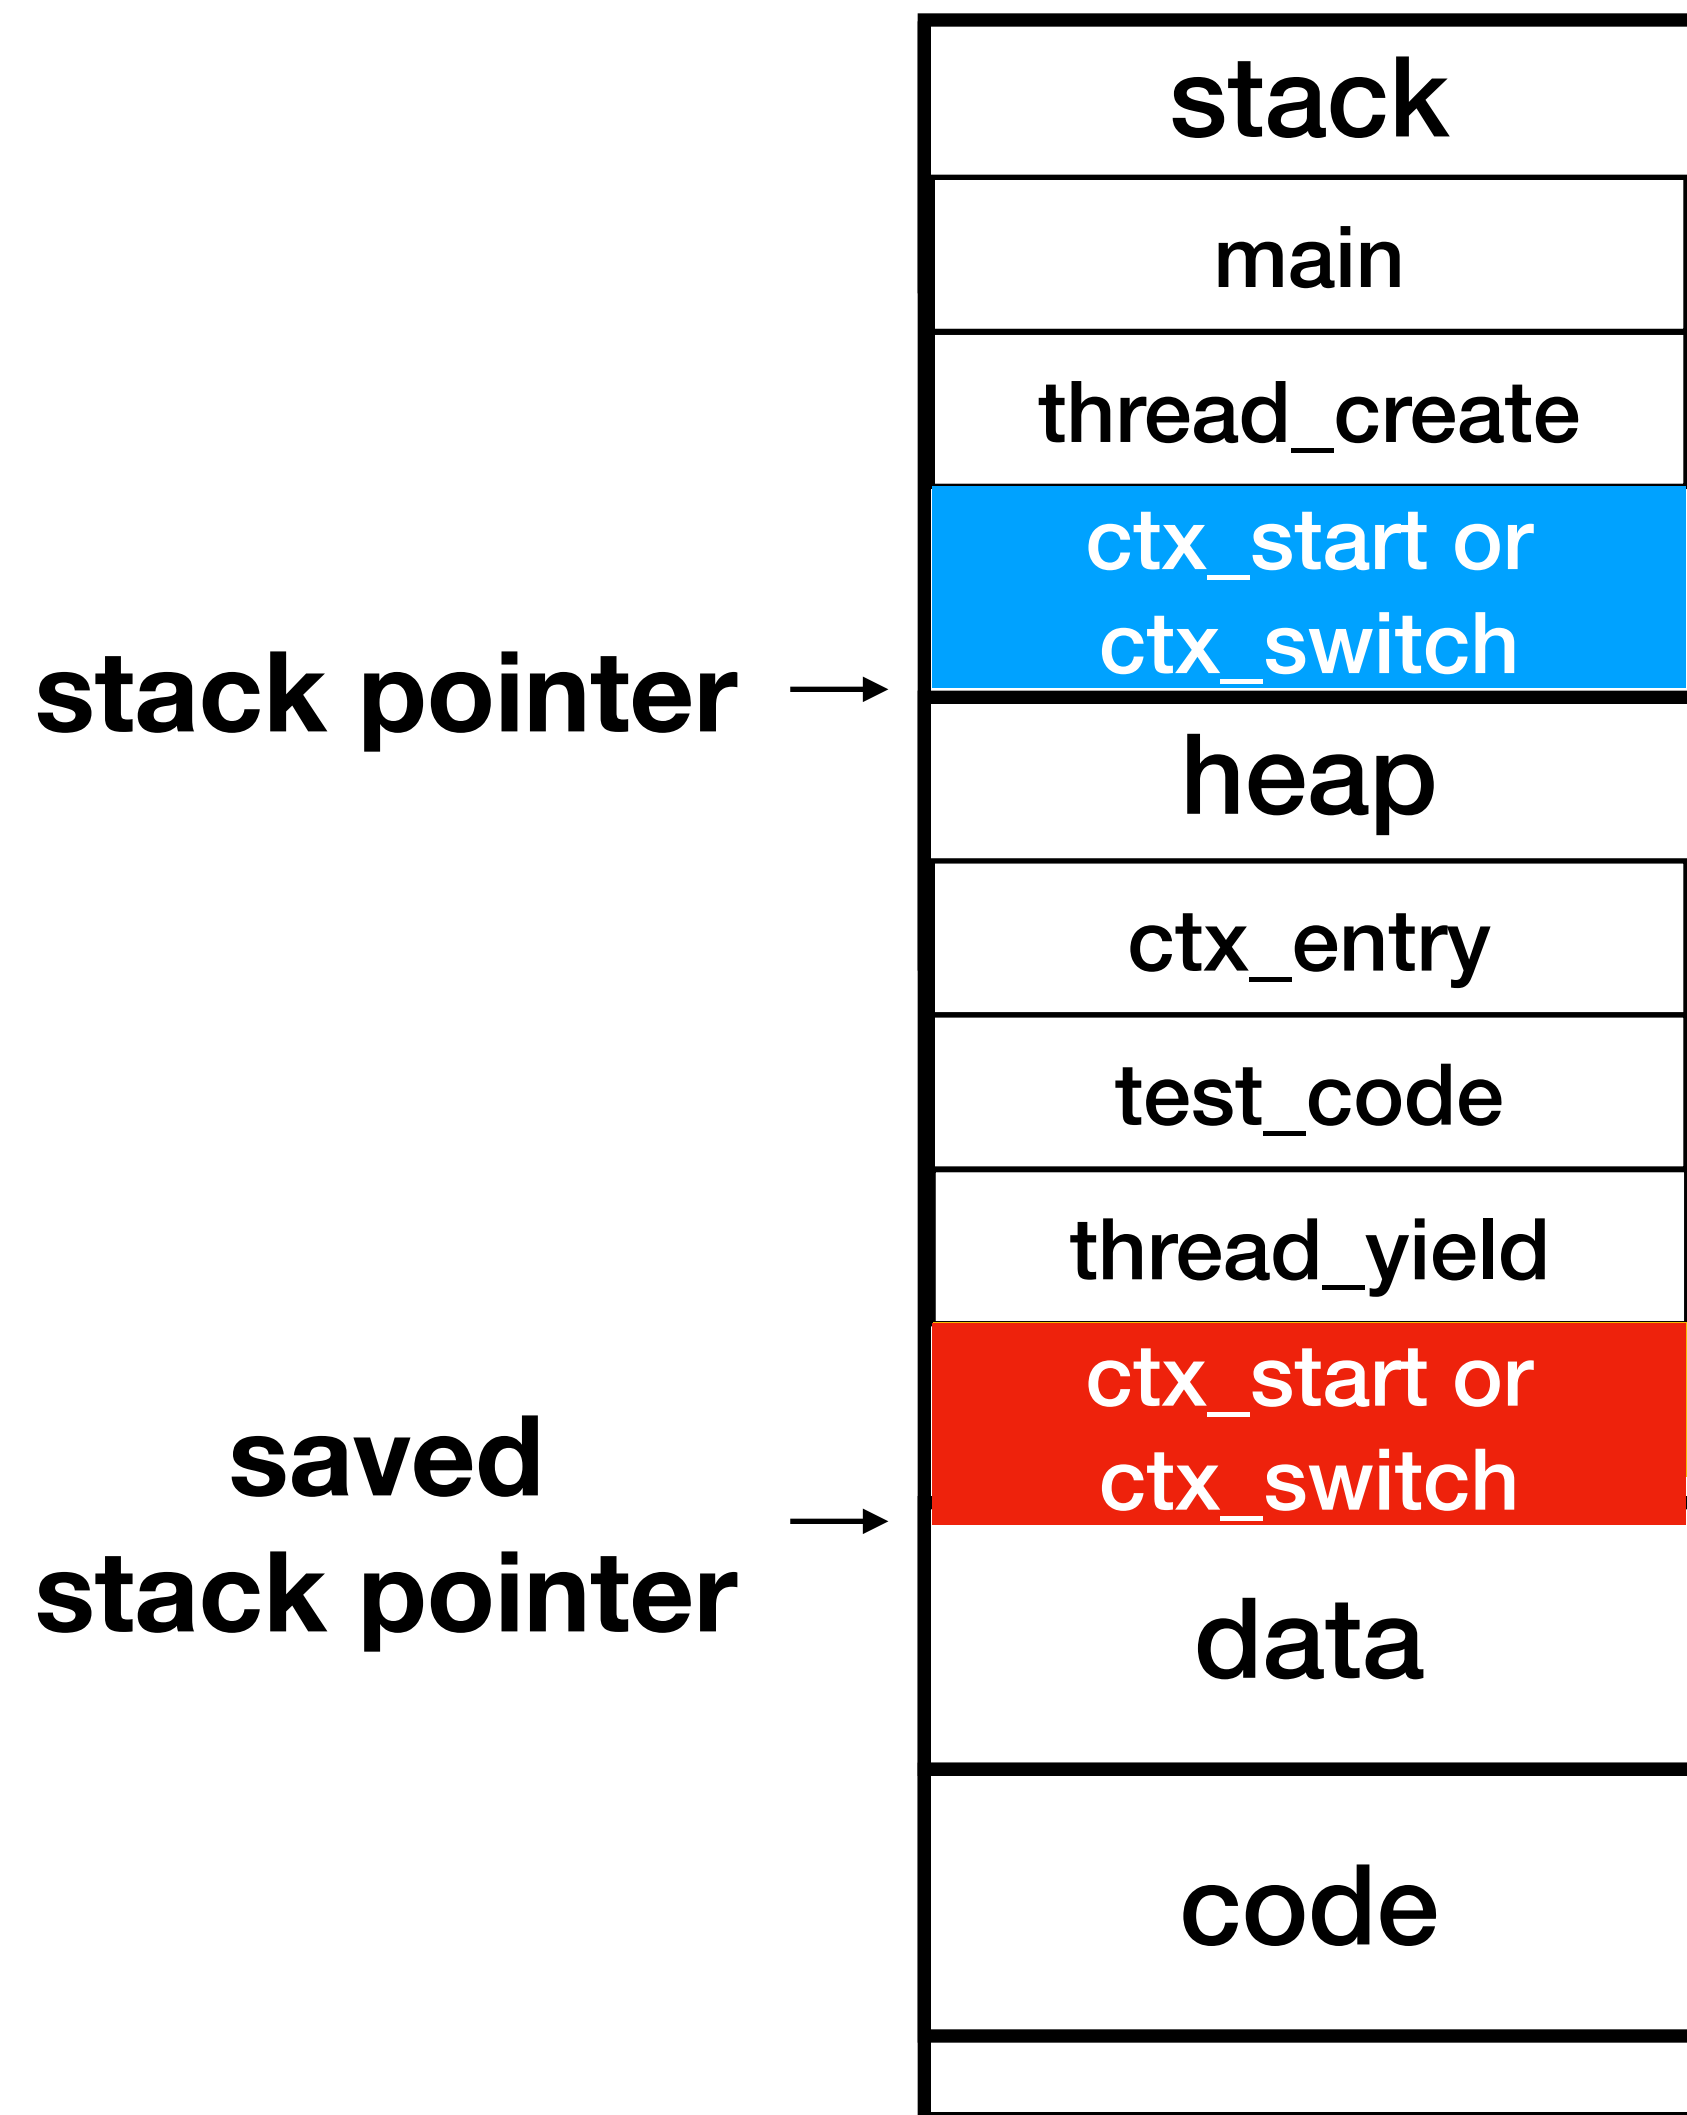 stack
main
thread_create
ctx_start or
ctx_switch
stack pointer
heap
ctx_entry
test_code
thread_yield
ctx_start or
ctx_switch
saved
stack pointer
data
code